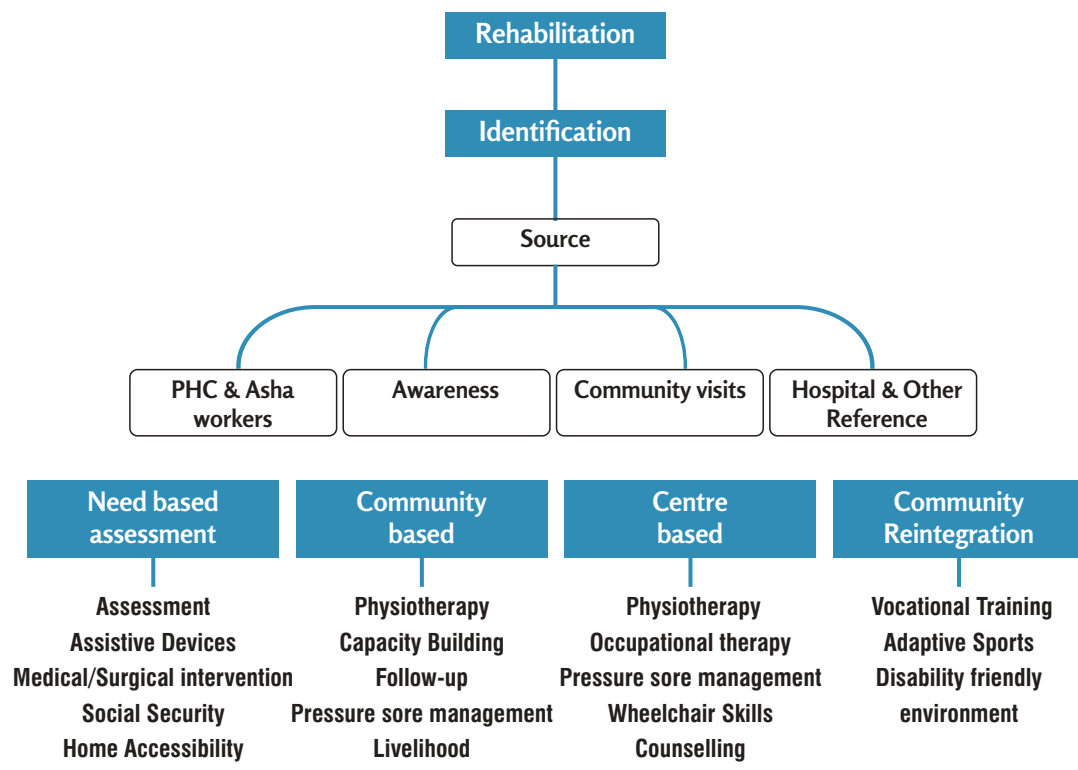 Rehabilitation
Identification
Source
PHC & Asha
workers
Awareness
Community visits
Hospital & Other
Reference
Need based
assessment
Assessment
Assistive Devices
Medical/Surgical intervention
Social Security
Home Accessibility
Community
based
Physiotherapy
Capacity Building
Follow-up
Pressure sore management
Livelihood
Centre
based
Physiotherapy
Occupational therapy
Pressure sore management
Wheelchair Skills
Counselling
Community
Reintegration
Vocational Training
Adaptive Sports
Disability friendly
environment